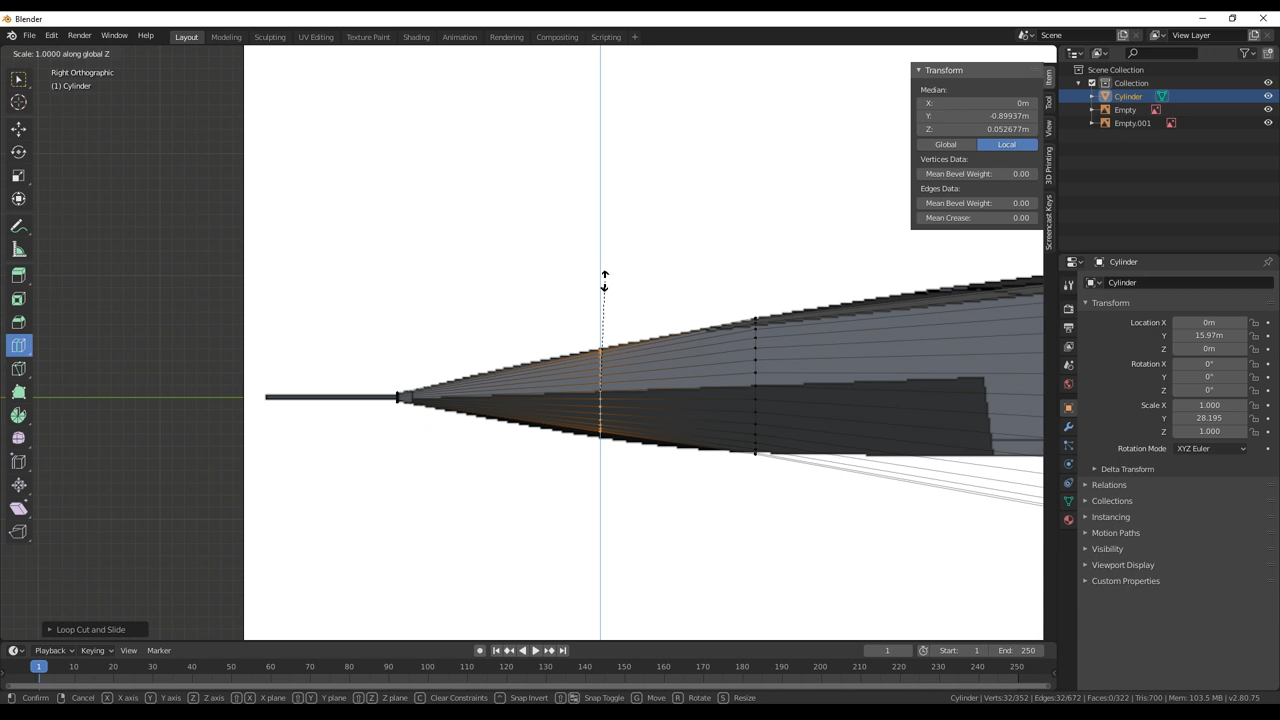 Blender
File Edit Render Window Help Layout Modeling Sculpting UV Editing Texture Paint Shading Animation Rendering Compositing Scripting + Scene View Layer
Scale: 1.0000 along global Z
Right Orthographic
(1) Cylinder
Transform
Median:
X: 0m
Y: -0.89937m
Z: 0.052677m
Global Local
Vertices Data:
Mean Bevel Weight: 0.00
Edges Data:
Mean Bevel Weight: 0.00
Mean Crease: 0.00
Item
Tool
View
3D Printing
Screencast Keys
Scene Collection
Collection
Cylinder
Empty
Empty.001
Cylinder
Cylinder
Transform
Location X 0m
Y 15.97m
Z 0m
Rotation X 0°
Y 0°
Z 0°
Scale X 1.000
Y 28.195
Z 1.000
Rotation Mode XYZ Euler
Delta Transform
Relations
Collections
Instancing
Motion Paths
Visibility
Viewport Display
Custom Properties
Loop Cut and Slide
Playback Keying View Marker 1 Start: 1 End: 250
1 10 20 30 40 50 60 70 80 90 100 110 120 130 140 150 160 170 180 190 200 210 220 230 240 250
Confirm Cancel X X axis Y Y axis Z Z axis X X plane Y Y plane Z Z plane C Clear Constraints Snap Invert Snap Toggle G Move R Rotate S Resize Cylinder | Verts:32/352 | Edges:32/672 | Faces:0/322 | Tris:700 | Mem: 103.5 MB | v2.80.75